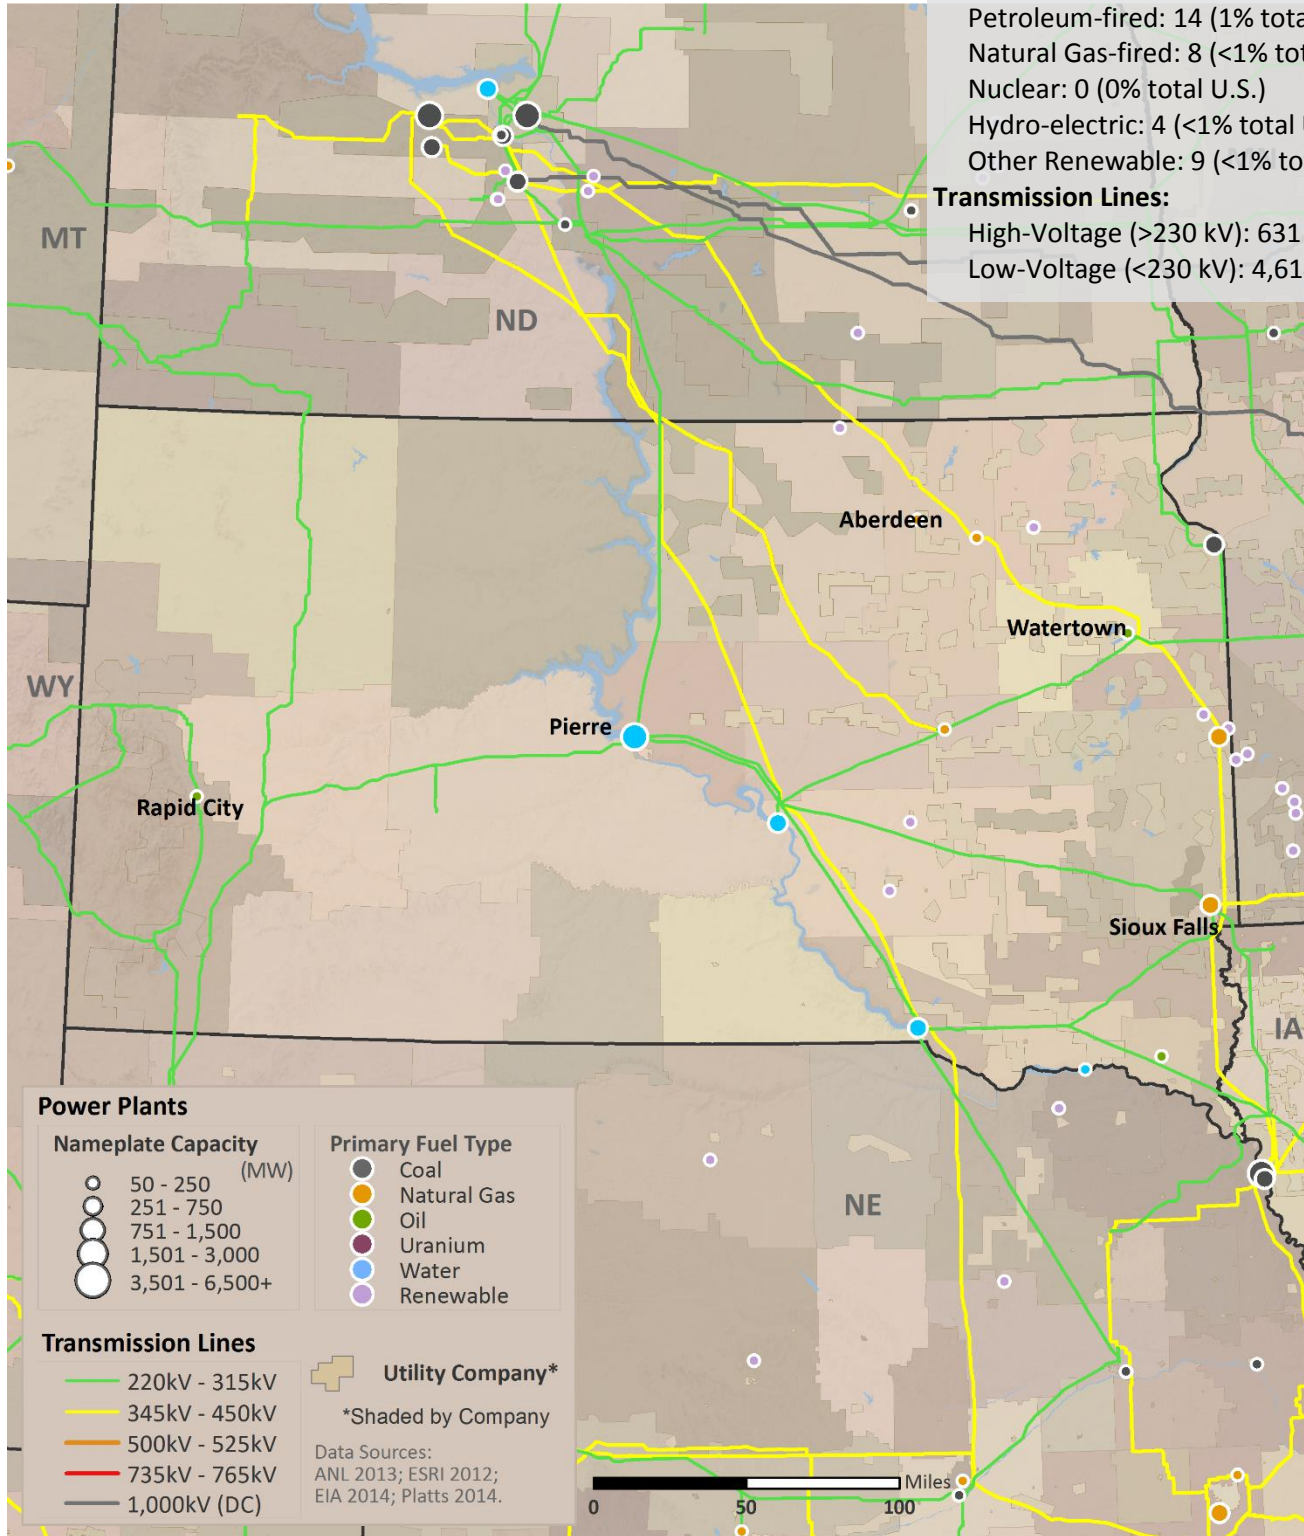 Petroleum-fired: 14 (1% tota
Natural Gas-fired: 8 (<1% tot
Nuclear: 0 (0% total U.S.)
Hydro-electric: 4 (<1% total
Other Renewable: 9 (<1% to
Transmission Lines:
High-Voltage (>230 kV): 631
Low-Voltage (<230 kV): 4,61
MT
ND
Aberdeen
Watertown
WY
Pierre
Rapid City
Sioux Falls
IA
NE
Power Plants
Nameplate Capacity
(MW)
50 - 250
251 - 750
751 - 1,500
1,501 - 3,000
3,501 - 6,500+
Primary Fuel Type
Coal
Natural Gas
Oil
Uranium
Water
Renewable
Transmission Lines
220kV - 315kV
345kV - 450kV
500kV - 525kV
735kV - 765kV
1,000kV (DC)
Utility Company*
*Shaded by Company
Data Sources:
ANL 2013; ESRI 2012;
EIA 2014; Platts 2014.
Miles
0 50 100